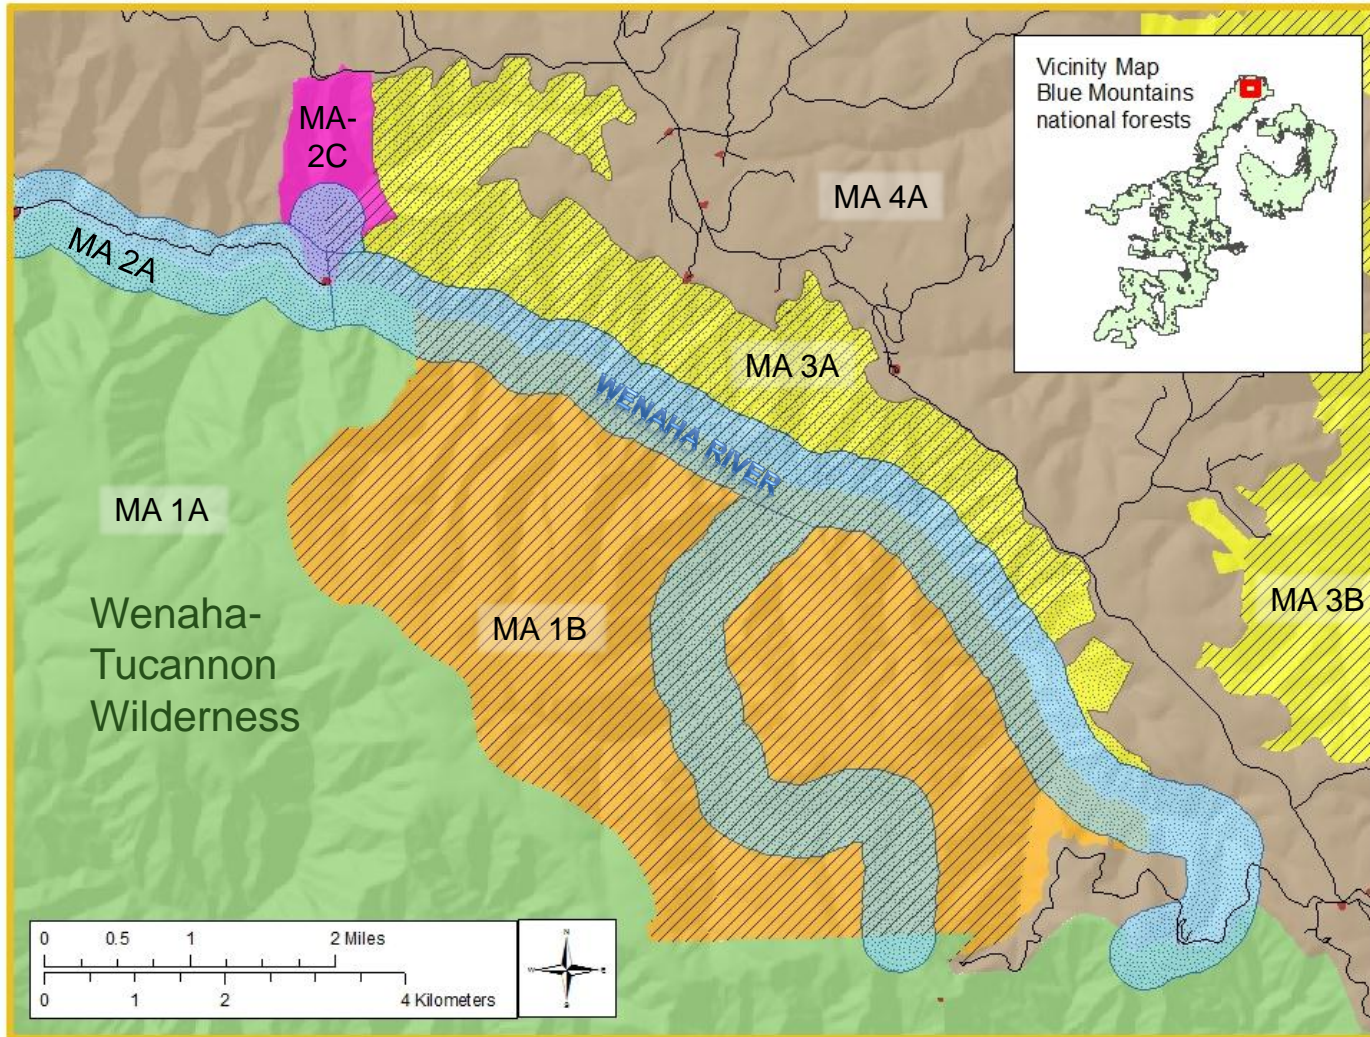 Vicinity Map
Blue Mountains
national forests
MA-
2C
MA 4A
MA 2A
MA 3A
WENAHA RIVER
MA 1A
MA 3B
MA 1B
Wenaha-
Tucannon
Wilderness
0 0.5 1 2 Miles
0 1 2 4 Kilometers
N
W E
S